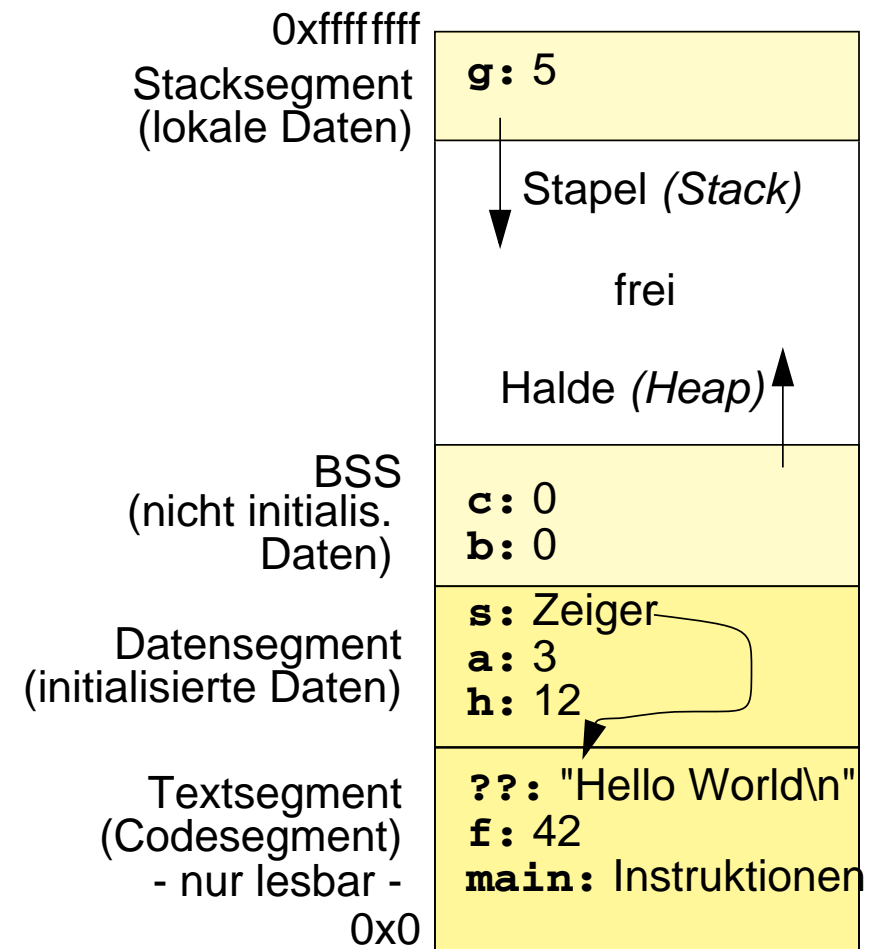 0xffffffff
Stacksegment
(lokale Daten)
g: 5
Stapel (Stack)
frei
Halde (Heap)
BSS
(nicht initialis.
Daten)
c: 0
b: 0
Datensegment
(initialisierte Daten)
s: Zeiger
a: 3
h: 12
Textsegment
(Codesegment)
- nur lesbar -
0x0
??: "Hello World\n"
f: 42
main: Instruktionen